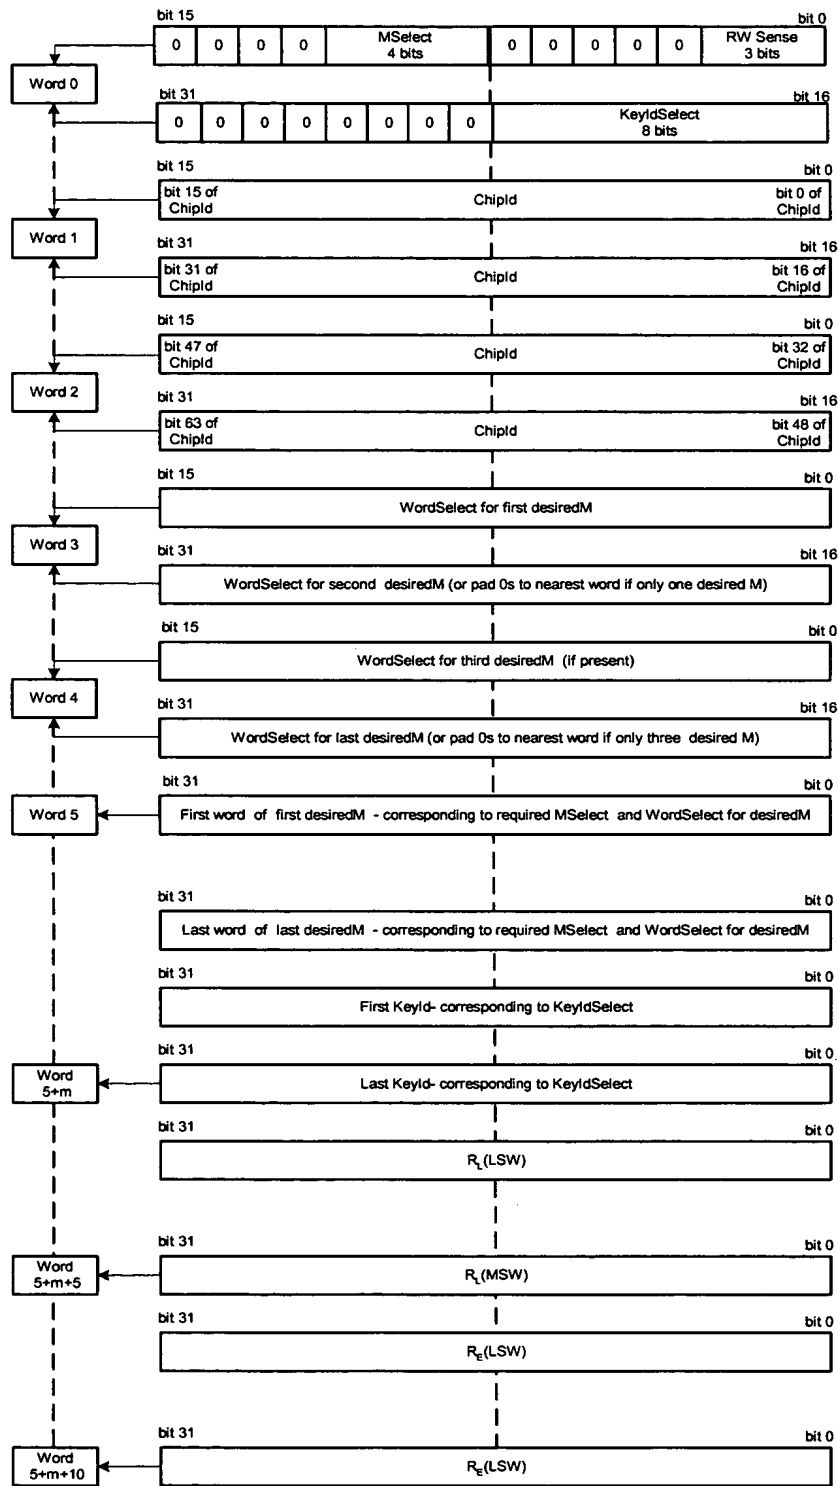 bit 15 bit 0
0 0 0 0 MSelect 4 bits 0 0 0 0 0 RW Sense 3 bits
Word 0
bit 31 bit 16
0 0 0 0 0 0 0 0 KeyIdSelect 8 bits
bit 15 bit 0
bit 15 of ChipId ChipId bit 0 of ChipId
Word 1
bit 31 bit 16
bit 31 of ChipId ChipId bit 16 of ChipId
bit 15 bit 0
bit 47 of ChipId ChipId bit 32 of ChipId
Word 2
bit 31 bit 16
bit 63 of ChipId ChipId bit 48 of ChipId
bit 15 bit 0
WordSelect for first desiredM
Word 3
bit 31 bit 16
WordSelect for second desiredM (or pad 0s to nearest word if only one desired M)
bit 15 bit 0
WordSelect for third desiredM (if present)
Word 4
bit 31 bit 16
WordSelect for last desiredM (or pad 0s to nearest word if only three desired M)
bit 31 bit 0
Word 5 First word of first desiredM - corresponding to required MSelect and WordSelect for desiredM
bit 31 bit 0
Last word of last desiredM - corresponding to required MSelect and WordSelect for desiredM
bit 31 bit 0
First KeyId- corresponding to KeyIdSelect
bit 31 bit 0
Word 5+m Last KeyId- corresponding to KeyIdSelect
bit 31 bit 0
R_L(LSW)
bit 31 bit 0
Word 5+m+5 R_L(MSW)
bit 31 bit 0
R_E(LSW)
bit 31 bit 0
Word 5+m+10 R_E(LSW)